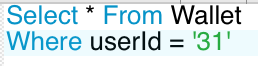 Select * From Wallet
Where userId = '31'